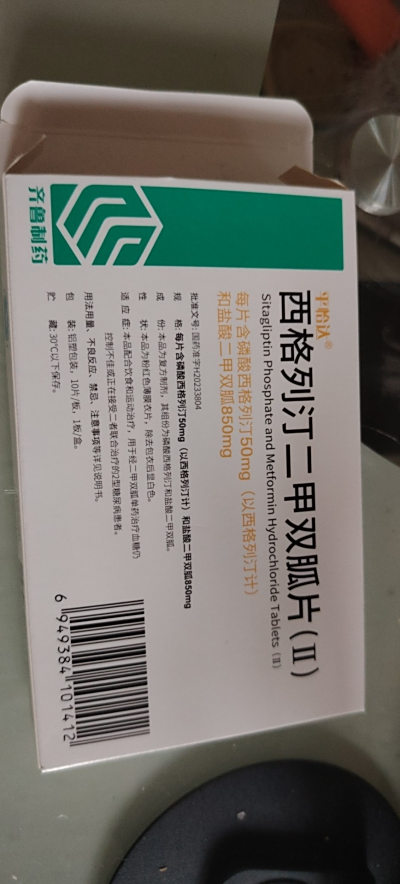 齐鲁制药
平怡达®
西格列汀二甲双胍片(Ⅱ)
Sitagliptin Phosphate and Metformin Hydrochloride Tablets (Ⅱ)
每片含磷酸西格列汀50mg（以西格列汀计）
和盐酸二甲双胍850mg
批准文号:国药准字H20233804
规 格:每片含磷酸西格列汀50mg（以西格列汀计）和盐酸二甲双胍850mg
成 份:本品为复方制剂，其组份为磷酸西格列汀和盐酸二甲双胍。
性 状:本品为粉红色薄膜衣片，除去包衣后显白色。
适 应 症:本品配合饮食和运动治疗，用于经二甲双胍单药治疗血糖仍
控制不佳或正在接受二者联合治疗的2型糖尿病患者。
用法用量、不良反应、禁忌、注意事项等详见说明书。
包 装:铝塑包装，10片/板，1板/盒。
贮 藏:30℃以下保存。
6 949384 101412